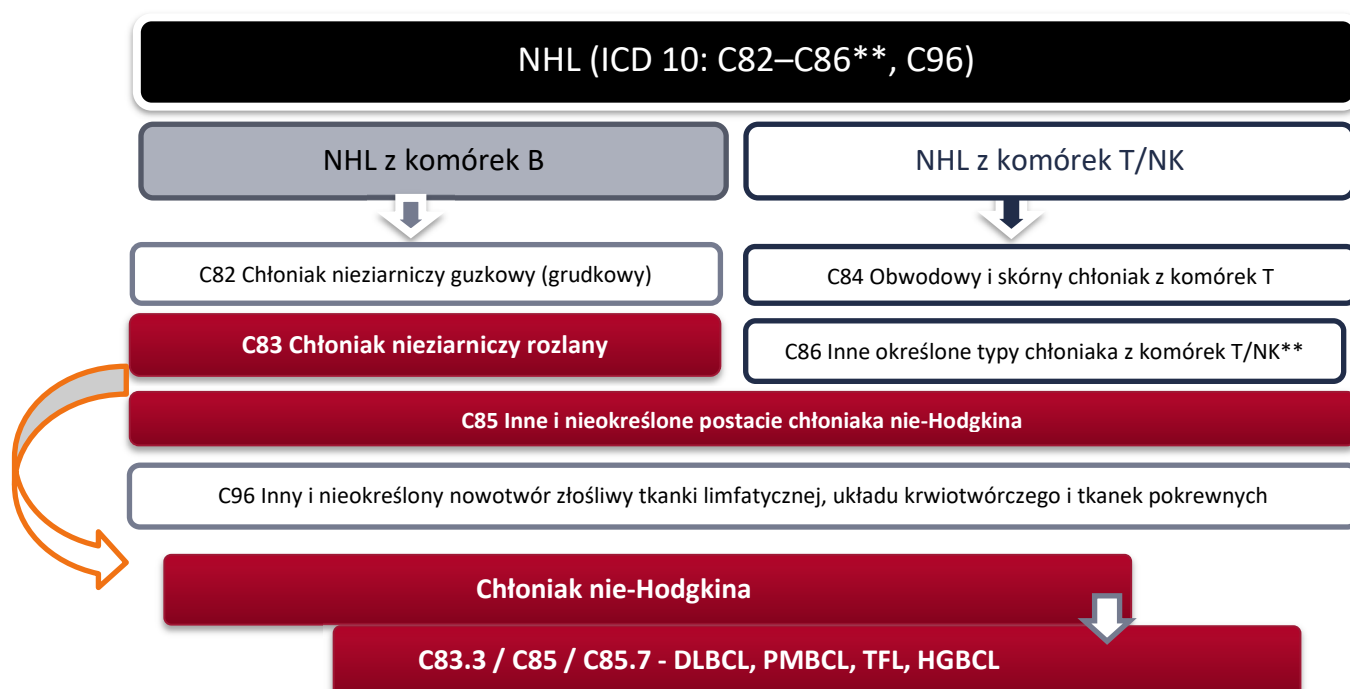 NHL (ICD 10: C82–C86**, C96)
NHL z komórek B
NHL z komórek T/NK
C82 Chłoniak nieziarniczy guzkowy (grudkowy)
C84 Obwodowy i skórny chłoniak z komórek T
C83 Chłoniak nieziarniczy rozlany
C86 Inne określone typy chłoniaka z komórek T/NK**
C85 Inne i nieokreślone postacie chłoniaka nie-Hodgkina
C96 Inny i nieokreślony nowotwór złośliwy tkanki limfatycznej, układu krwiotwórczego i tkanek pokrewnych
Chłoniak nie-Hodgkina
C83.3 / C85 / C85.7 - DLBCL, PMBCL, TFL, HGBCL